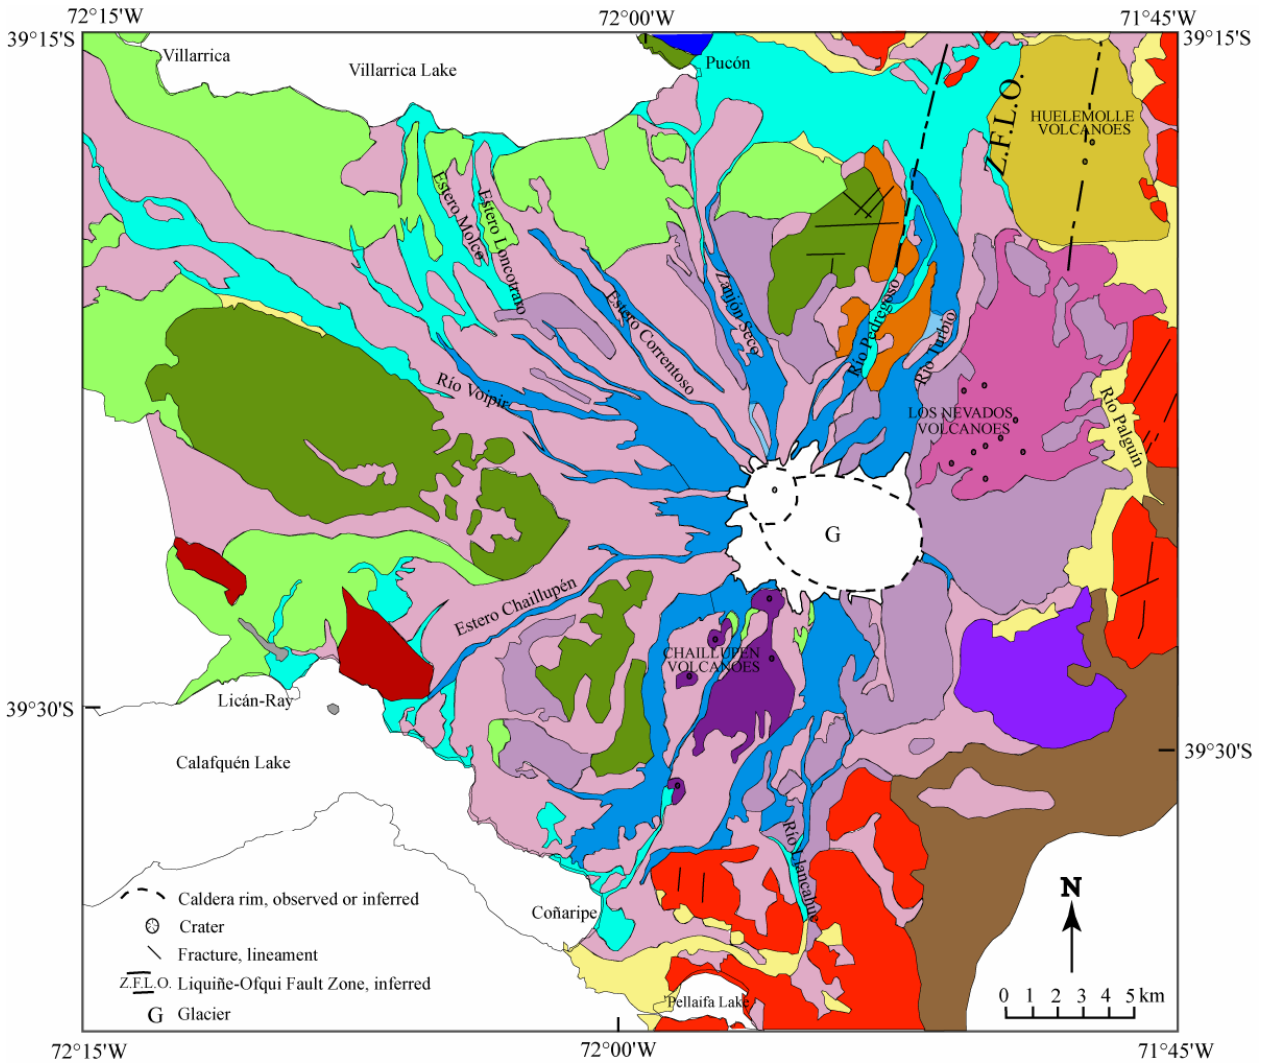 72°15'W
72°00'W
71°45'W
39°15'S
39°15'S
Villarrica
Villarrica Lake
Pucón
Z.F.L.O.
HUELEMOLLE
VOLCANOES
Estero Molco
Estero Loncotraro
Estero Correntoso
Zanjón Seco
Río Pedregoso
Río Turbio
Río Voipir
LOS NEVADOS
VOLCANOES
Río Palguín
G
Estero Chaillupén
CHAILLUPEN
VOLCANOES
Licán-Ray
39°30'S
39°30'S
Calafquén Lake
Río Llancahue
Coñaripe
Pellaifa Lake
Caldera rim, observed or inferred
Crater
Fracture, lineament
Z.F.L.O. Liquiñe-Ofqui Fault Zone, inferred
G Glacier
N
0 1 2 3 4 5 km
72°15'W
72°00'W
71°45'W